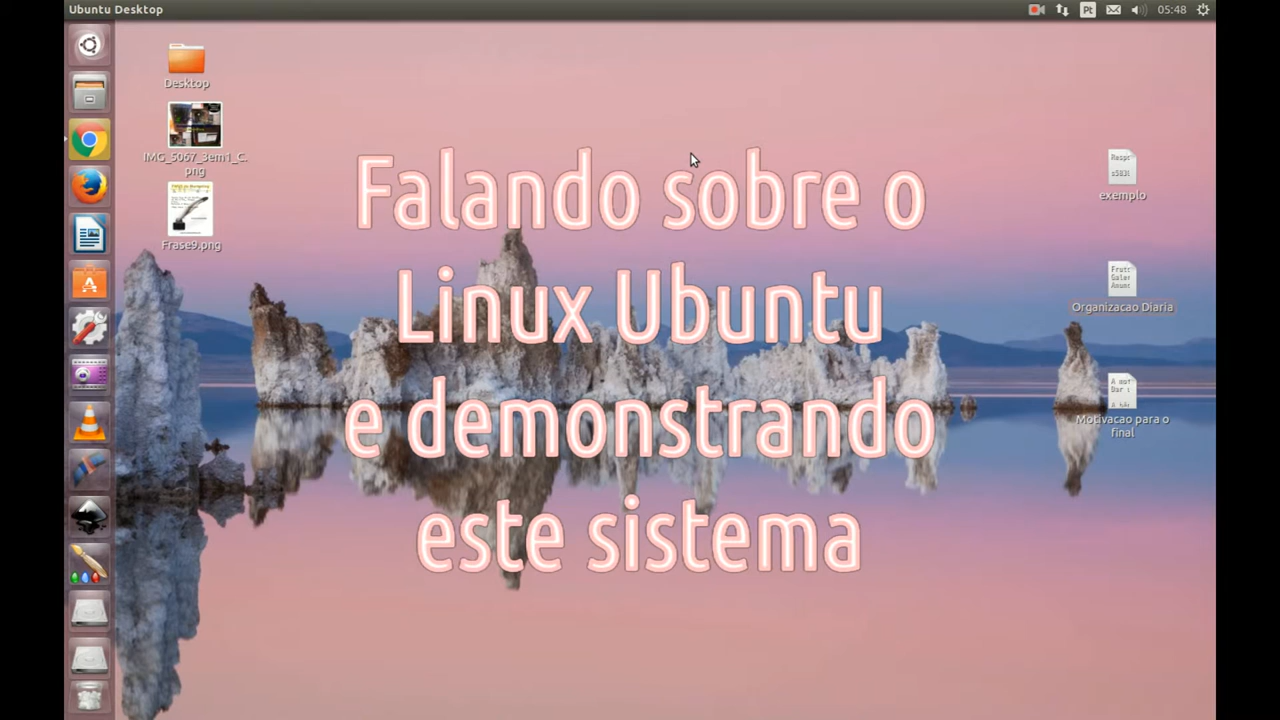 Ubuntu Desktop
Pt
05:48
Desktop
IMG_5067_3em1_C.
png
Frase9.png
Falando sobre o
Linux Ubuntu
e demonstrando
este sistema
exemplo
Organizacao Diaria
Motivacao para o
final